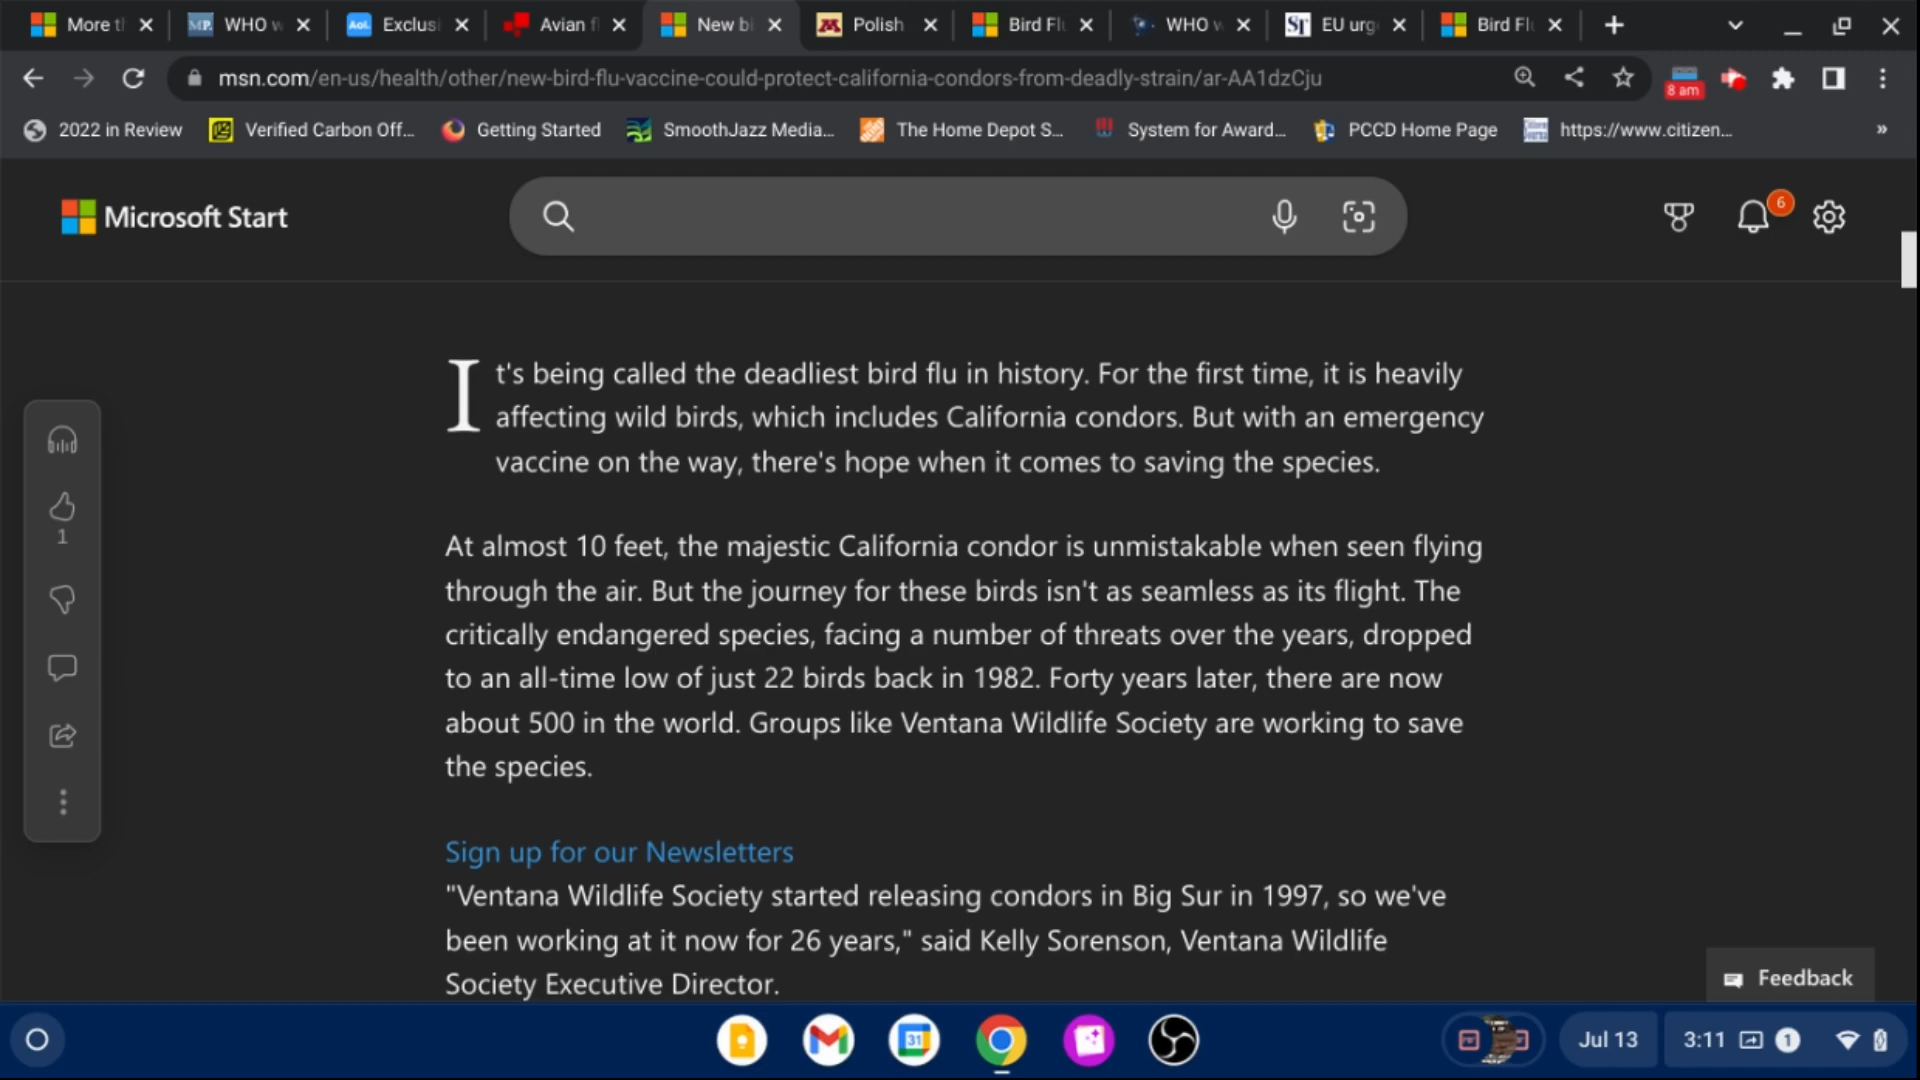 More t
WHO w
Exclusi
Avian f
New bi
Polish
Bird Flu
WHO v
EU urg
Bird Fl
msn.com/en-us/health/other/new-bird-flu-vaccine-could-protect-california-condors-from-deadly-strain/ar-AA1dzCju
8 am
2022 in Review
Verified Carbon Off...
Getting Started
SmoothJazz Media...
The Home Depot S...
System for Award...
PCCD Home Page
https://www.citizen...
»
Microsoft Start
6
It's being called the deadliest bird flu in history. For the first time, it is heavily
affecting wild birds, which includes California condors. But with an emergency
vaccine on the way, there's hope when it comes to saving the species.
1
At almost 10 feet, the majestic California condor is unmistakable when seen flying
through the air. But the journey for these birds isn't as seamless as its flight. The
critically endangered species, facing a number of threats over the years, dropped
to an all-time low of just 22 birds back in 1982. Forty years later, there are now
about 500 in the world. Groups like Ventana Wildlife Society are working to save
the species.
Sign up for our Newsletters
"Ventana Wildlife Society started releasing condors in Big Sur in 1997, so we've
been working at it now for 26 years," said Kelly Sorenson, Ventana Wildlife
Society Executive Director.
Feedback
31
Jul 13
3:11
1